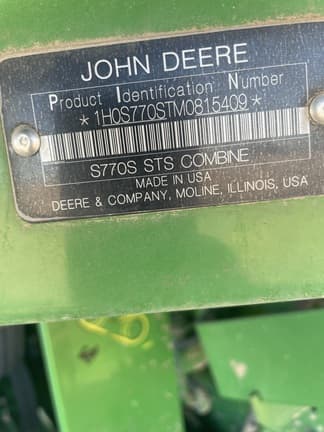 JOHN DEERE
Product Identification Number
*1H0S770STM0815409*
S770S STS COMBINE
MADE IN USA
DEERE & COMPANY, MOLINE, ILLINOIS, USA